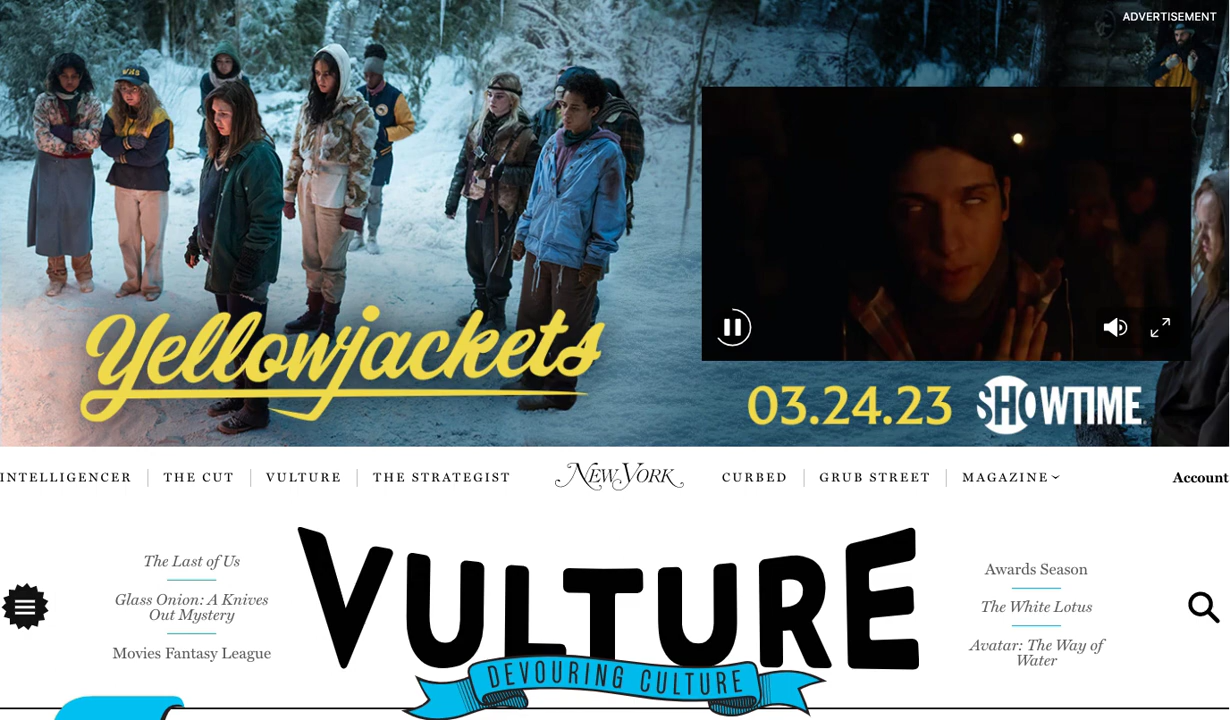 ADVERTISEMENT
Yellowjackets
03.24.23 SHOWTIME
INTELLIGENCER
THE CUT
VULTURE
THE STRATEGIST
NEW YORK
CURBED
GRUB STREET
MAGAZINE
Account
The Last of Us
Glass Onion: A Knives
Out Mystery
Movies Fantasy League
VULTURE
DEVOURING CULTURE
Awards Season
The White Lotus
Avatar: The Way of
Water